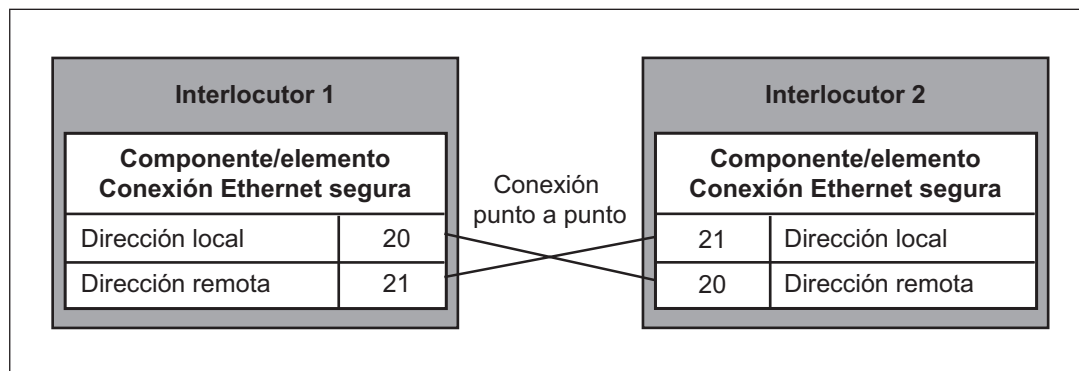 Interlocutor 1
Componente/elemento
Conexión Ethernet segura
Dirección local 20
Dirección remota 21
Conexión
punto a punto
Interlocutor 2
Componente/elemento
Conexión Ethernet segura
21 Dirección local
20 Dirección remota